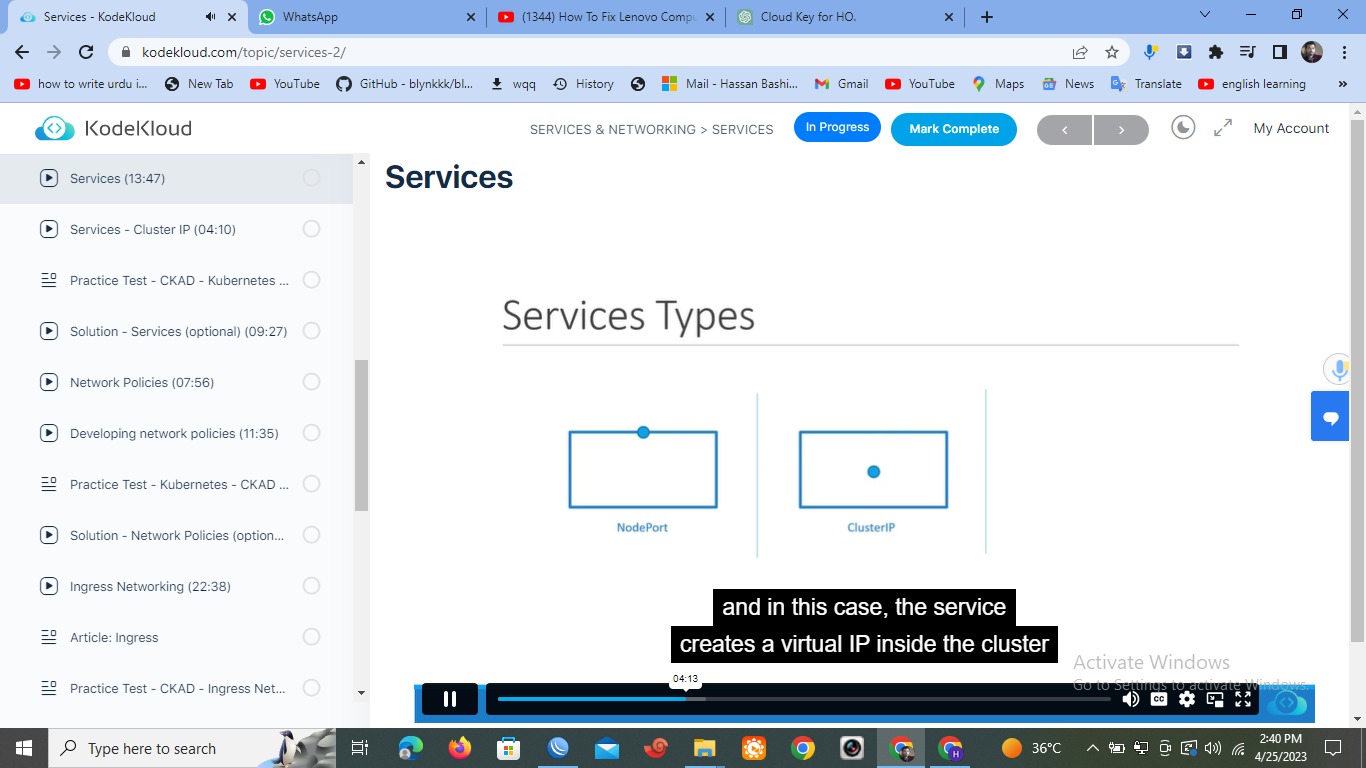 Services - KodeKloud
WhatsApp
(1344) How To Fix Lenovo Compu
Cloud Key for HO.
kodekloud.com/topic/services-2/
how to write urdu i...
New Tab
YouTube
GitHub - blynkkk/bl...
wqq
History
Mail - Hassan Bashi...
Gmail
YouTube
Maps
News
Translate
english learning
»
KodeKloud
SERVICES & NETWORKING > SERVICES
In Progress
Mark Complete
My Account
Services (13:47)
Services - Cluster IP (04:10)
Practice Test - CKAD - Kubernetes ...
Solution - Services (optional) (09:27)
Network Policies (07:56)
Developing network policies (11:35)
Practice Test - Kubernetes - CKAD ...
Solution - Network Policies (option...
Ingress Networking (22:38)
Article: Ingress
Practice Test - CKAD - Ingress Net...
Services
Services Types
NodePort
ClusterIP
and in this case, the service
creates a virtual IP inside the cluster
04:13
CC
Activate Windows
Go to Settings to activate Windows.
Type here to search
H
36°C
2:40 PM
4/25/2023